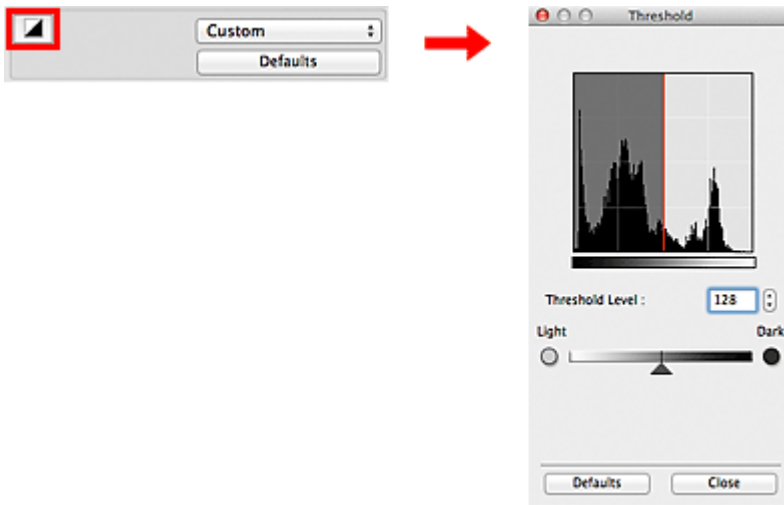 Custom
Defaults
Threshold
Threshold Level :
128
Light
Dark
Defaults
Close